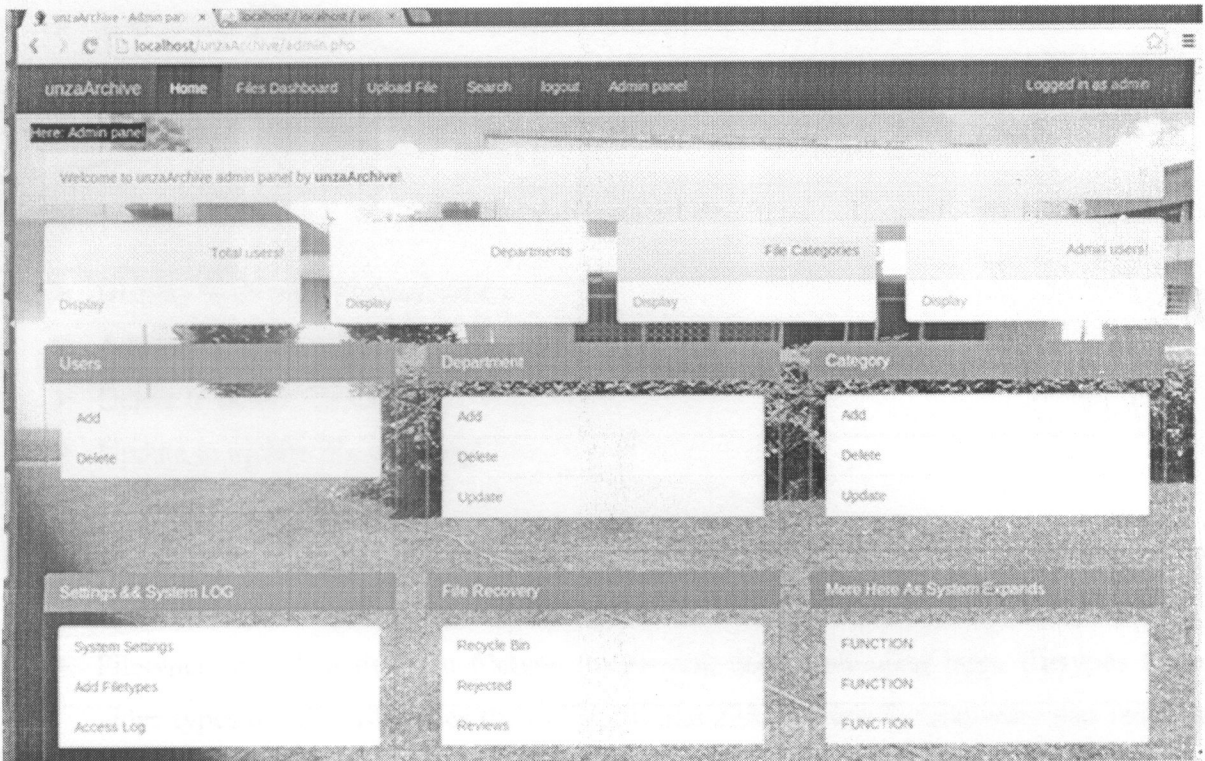 unzaArchive - Admin pan
localhost / localhost / un
localhost/unzaArchive/admin.php
unzaArchive Home Files Dashboard Upload File Search logout Admin panel Logged in as admin
Here: Admin panel
Welcome to unzaArchive admin panel by unzaArchive!
Total users! Departments File Categories Admin users!
Display Display Display Display
Users Department Category
Add Add Add
Delete Delete Delete
Update Update
Settings && System LOG File Recovery More Here As System Expands
System Settings Recycle Bin FUNCTION
Add Filetypes Rejected FUNCTION
Access Log Reviews FUNCTION